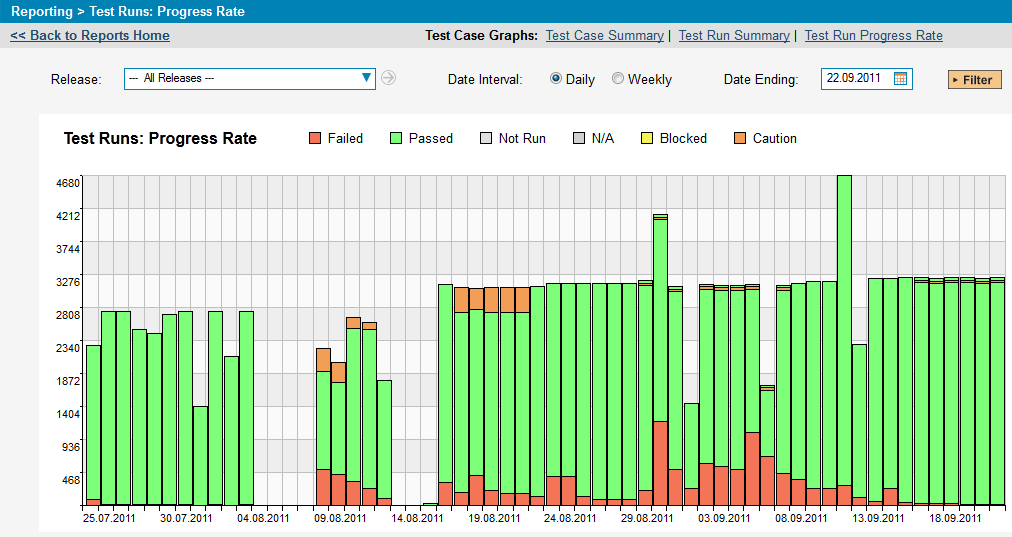 Reporting > Test Runs: Progress Rate
<< Back to Reports Home Test Case Graphs: Test Case Summary | Test Run Summary | Test Run Progress Rate
Release: --- All Releases --- Date Interval: Daily Weekly Date Ending: 22.09.2011 Filter
Test Runs: Progress Rate Failed Passed Not Run N/A Blocked Caution
4680
4212
3744
3276
2808
2340
1872
1404
936
468
25.07.2011 30.07.2011 04.08.2011 09.08.2011 14.08.2011 19.08.2011 24.08.2011 29.08.2011 03.09.2011 08.09.2011 13.09.2011 18.09.2011